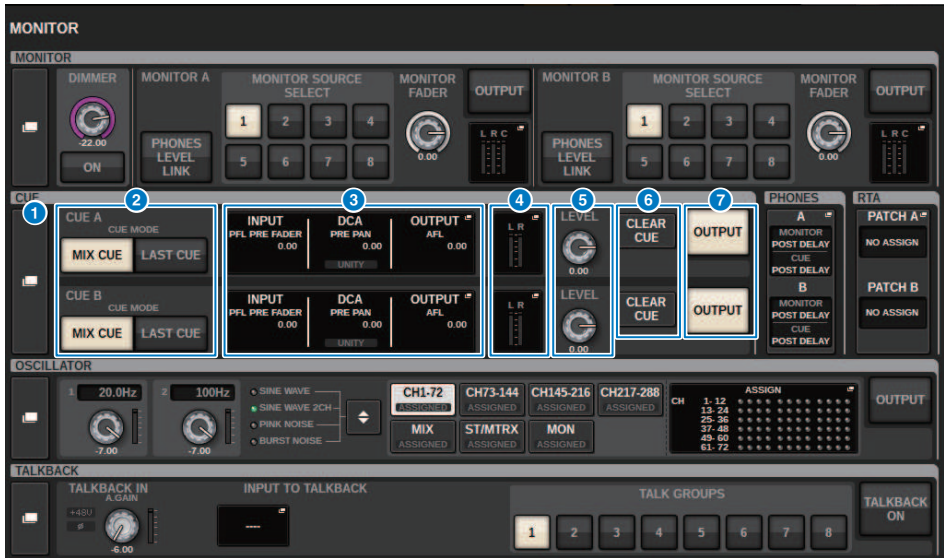 MONITOR
MONITOR
DIMMER
-22.00
ON
MONITOR A
PHONES LEVEL LINK
MONITOR SOURCE SELECT
1 2 3 4
5 6 7 8
MONITOR FADER
0.00
OUTPUT
L R C
MONITOR B
PHONES LEVEL LINK
MONITOR SOURCE SELECT
1 2 3 4
5 6 7 8
MONITOR FADER
0.00
OUTPUT
L R C
CUE
1 2 3 4 5 6 7
CUE A
CUE MODE
MIX CUE LAST CUE
INPUT DCA OUTPUT
PFL PRE FADER PRE PAN AFL
0.00 0.00 0.00
UNITY
L R
LEVEL
0.00
CLEAR CUE
OUTPUT
CUE B
CUE MODE
MIX CUE LAST CUE
INPUT DCA OUTPUT
PFL PRE FADER PRE PAN AFL
0.00 0.00 0.00
UNITY
L R
LEVEL
0.00
CLEAR CUE
OUTPUT
PHONES
A
MONITOR
POST DELAY
CUE
POST DELAY
B
MONITOR
POST DELAY
CUE
POST DELAY
RTA
PATCH A
NO ASSIGN
PATCH B
NO ASSIGN
OSCILLATOR
1 20.0Hz 2 100Hz
-7.00 -7.00
SINE WAVE
SINE WAVE 2CH
PINK NOISE
BURST NOISE
CH1-72 CH73-144 CH145-216 CH217-288
ASSIGNED ASSIGNED ASSIGNED ASSIGNED
MIX ST/MTRX MON
ASSIGNED ASSIGNED ASSIGNED
ASSIGN
CH 1- 12
13- 24
25- 36
37- 48
49- 60
61- 72
OUTPUT
TALKBACK
TALKBACK IN
A.GAIN
+48V
ø
-6.00
INPUT TO TALKBACK
----
TALK GROUPS
1 2 3 4 5 6 7 8
TALKBACK ON